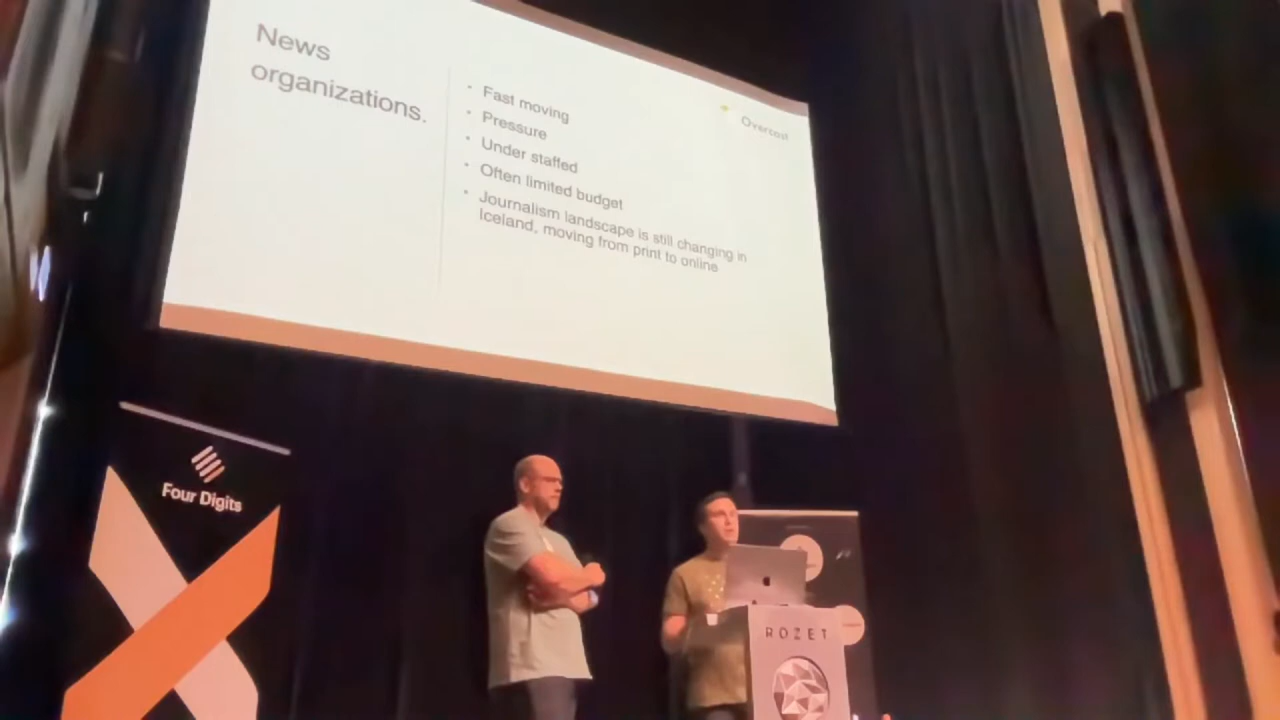 News
organizations.
• Fast moving
• Pressure
• Under staffed
• Often limited budget
• Journalism landscape is still changing in
Iceland, moving from print to online
Overcast
Four Digits
ROZET